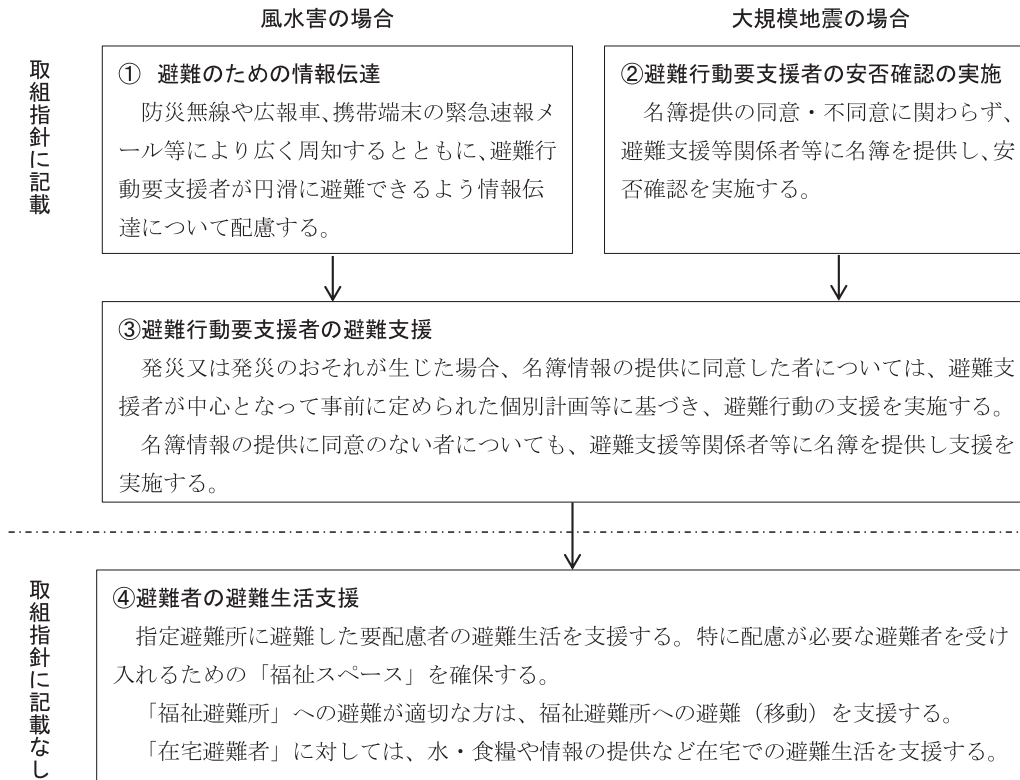 風水害の場合
大規模地震の場合
取組指針に記載
① 避難のための情報伝達
防災無線や広報車、携帯端末の緊急速報メ
ール等により広く周知するとともに、避難行
動要支援者が円滑に避難できるよう情報伝
達について配慮する。
②避難行動要支援者の安否確認の実施
名簿提供の同意・不同意に関わらず、
避難支援等関係者等に名簿を提供し、安
否確認を実施する。
③避難行動要支援者の避難支援
発災又は発災のおそれが生じた場合、名簿情報の提供に同意した者については、避難支
援者が中心となって事前に定められた個別計画等に基づき、避難行動の支援を実施する。
名簿情報の提供に同意のない者についても、避難支援等関係者等に名簿を提供し支援を
実施する。
取組指針に記載なし
④避難者の避難生活支援
指定避難所に避難した要配慮者の避難生活を支援する。特に配慮が必要な避難者を受け
入れるための「福祉スペース」を確保する。
「福祉避難所」への避難が適切な方は、福祉避難所への避難（移動）を支援する。
「在宅避難者」に対しては、水・食糧や情報の提供など在宅での避難生活を支援する。